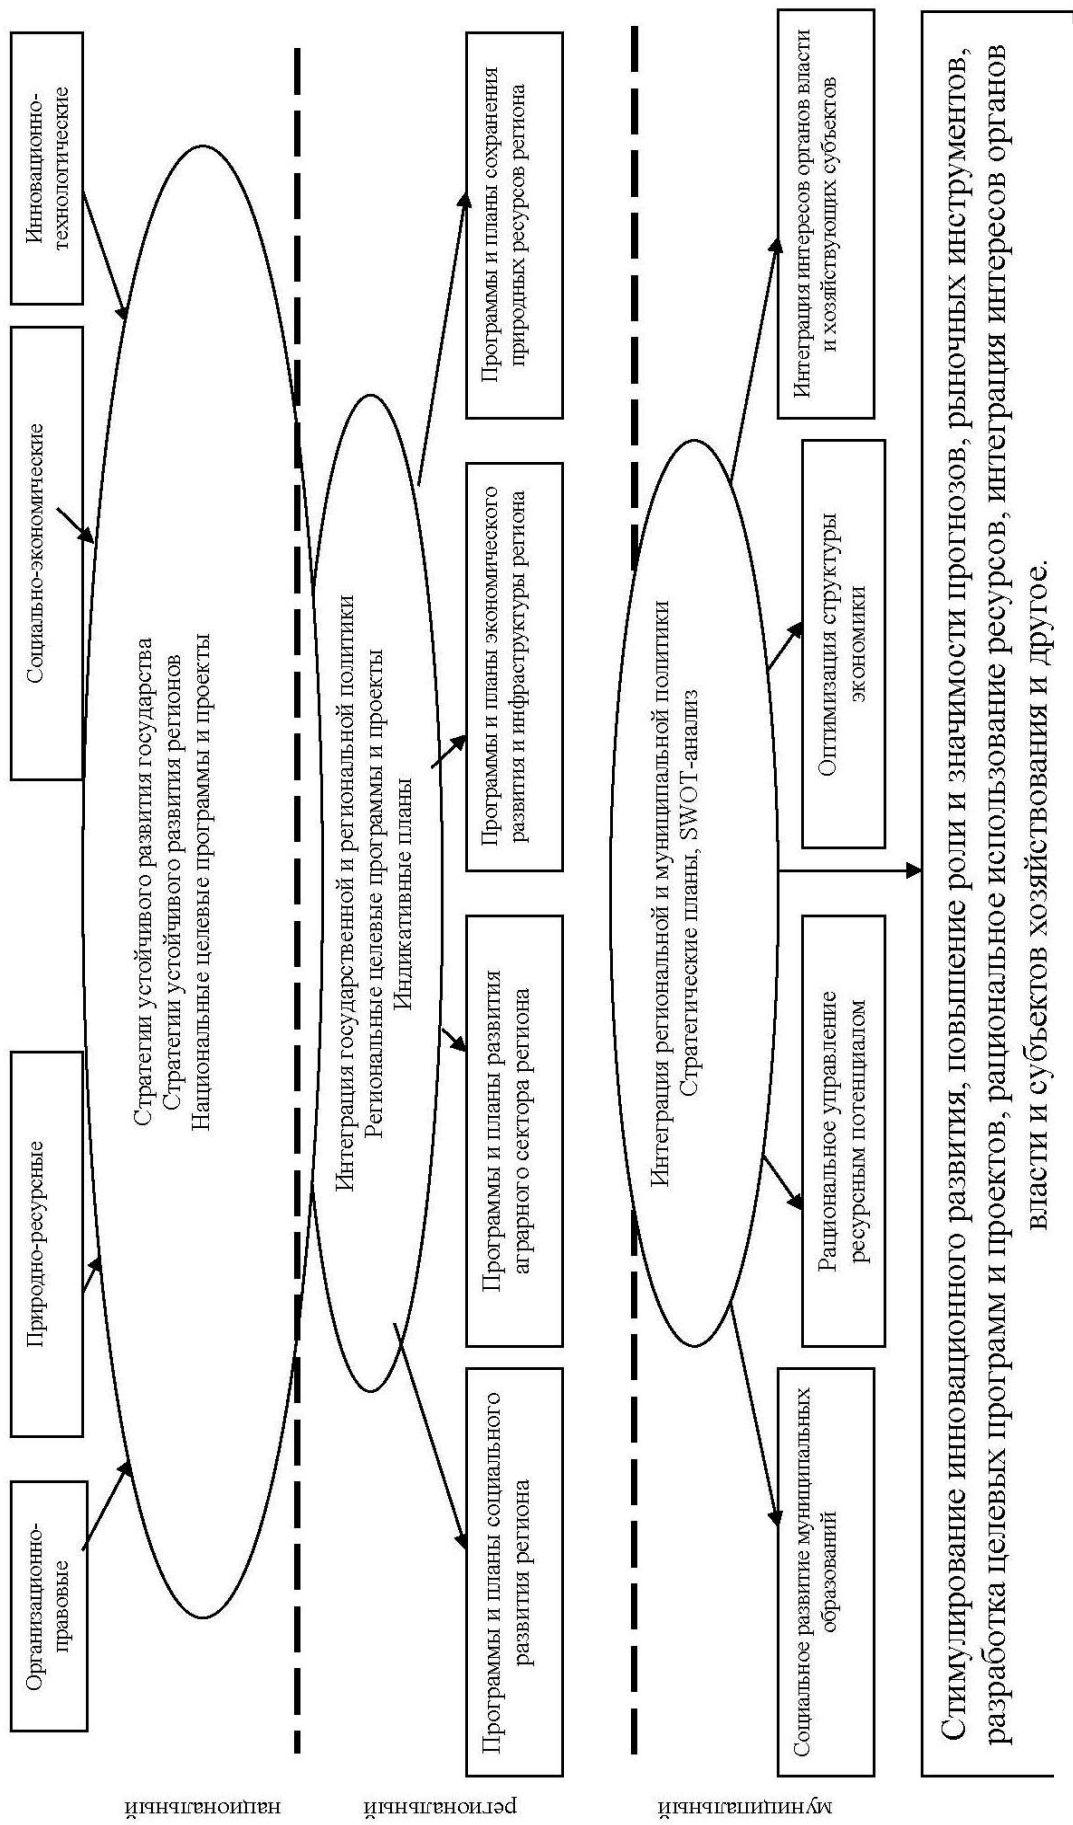 Организационно-
правовые
Природно-ресурсные
Социально-экономические
Инновационно-
технологические
национальный
Стратегии устойчивого развития государства
Стратегии устойчивого развития регионов
Национальные целевые программы и проекты
региональный
Интеграция государственной и региональной политики
Региональные целевые программы и проекты
Индикативные планы
Программы и планы социального
развития региона
Программы и планы развития
аграрного сектора региона
Программы и планы экономического
развития и инфраструктуры региона
Программы и планы сохранения
природных ресурсов региона
муниципальный
Интеграция региональной и муниципальной политики
Стратегические планы, SWOT-анализ
Социальное развитие муниципальных
образований
Рациональное управление
ресурсным потенциалом
Оптимизация структуры
экономики
Интеграция интересов органов власти
и хозяйствующих субъектов
Стимулирование инновационного развития, повышение роли и значимости прогнозов, рыночных инструментов,
разработка целевых программ и проектов, рациональное использование ресурсов, интеграция интересов органов
власти и субъектов хозяйствования и другое.